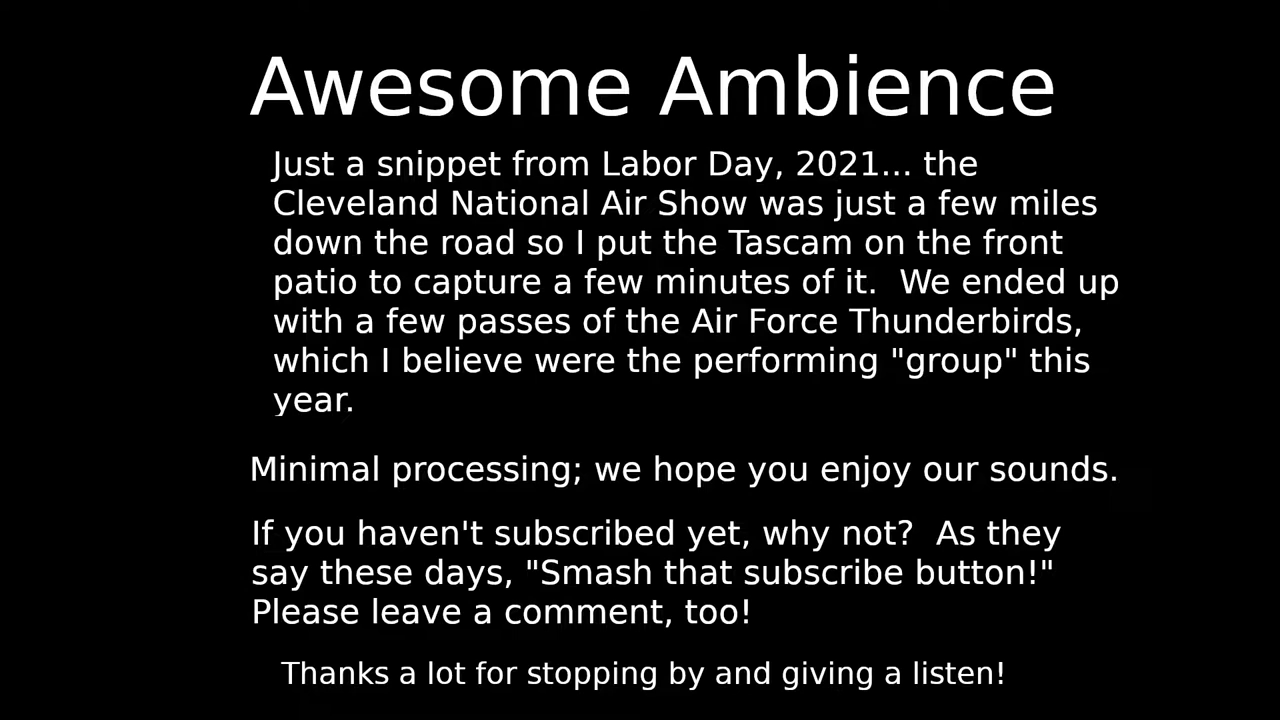 Awesome Ambience
Just a snippet from Labor Day, 2021... the
Cleveland National Air Show was just a few miles
down the road so I put the Tascam on the front
patio to capture a few minutes of it.  We ended up
with a few passes of the Air Force Thunderbirds,
which I believe were the performing "group" this
year.
Minimal processing; we hope you enjoy our sounds.
If you haven't subscribed yet, why not?  As they
say these days, "Smash that subscribe button!"
Please leave a comment, too!
Thanks a lot for stopping by and giving a listen!